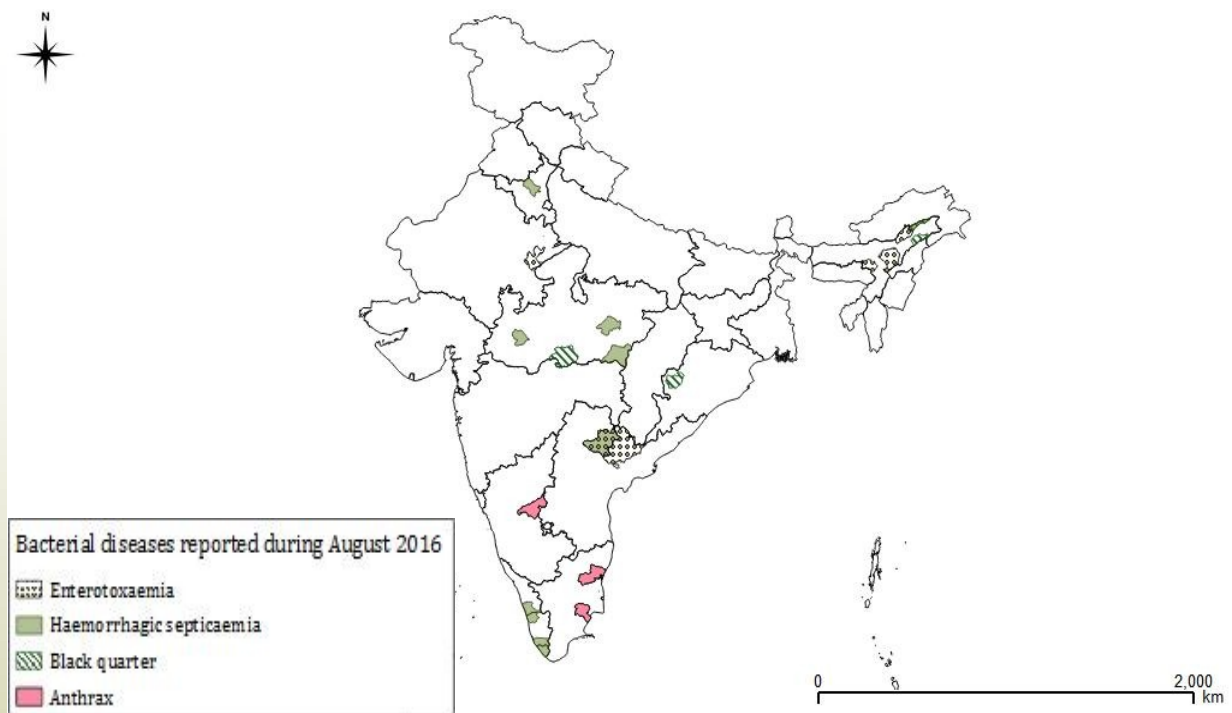 N
Bacterial diseases reported during August 2016
Enterotoxaemia
Haemorrhagic septicaemia
Black quarter
Anthrax
0 2,000
km